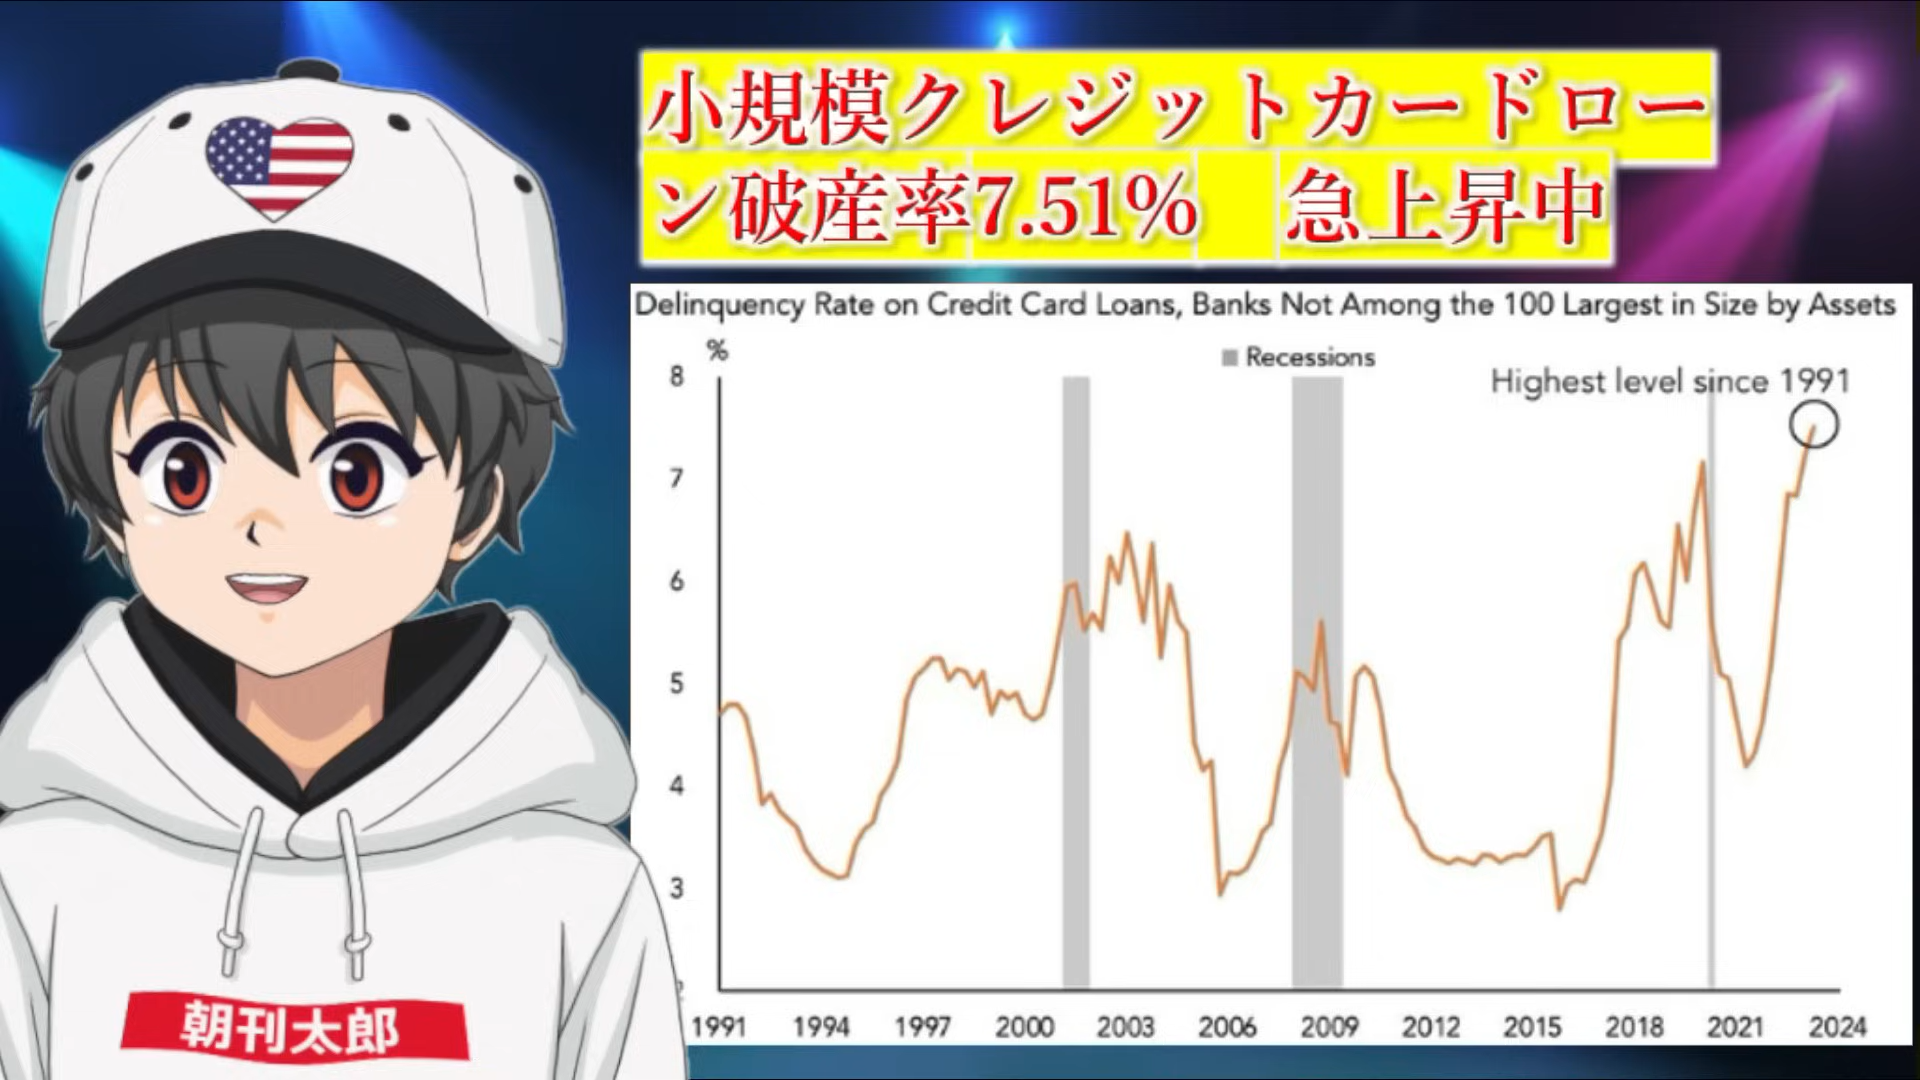 小規模クレジットカードロー
ン破産率7.51%　急上昇中
Delinquency Rate on Credit Card Loans, Banks Not Among the 100 Largest in Size by Assets
%
Recessions
Highest level since 1991
8
7
6
5
4
3
1991 1994 1997 2000 2003 2006 2009 2012 2015 2018 2021 2024
朝刊太郎